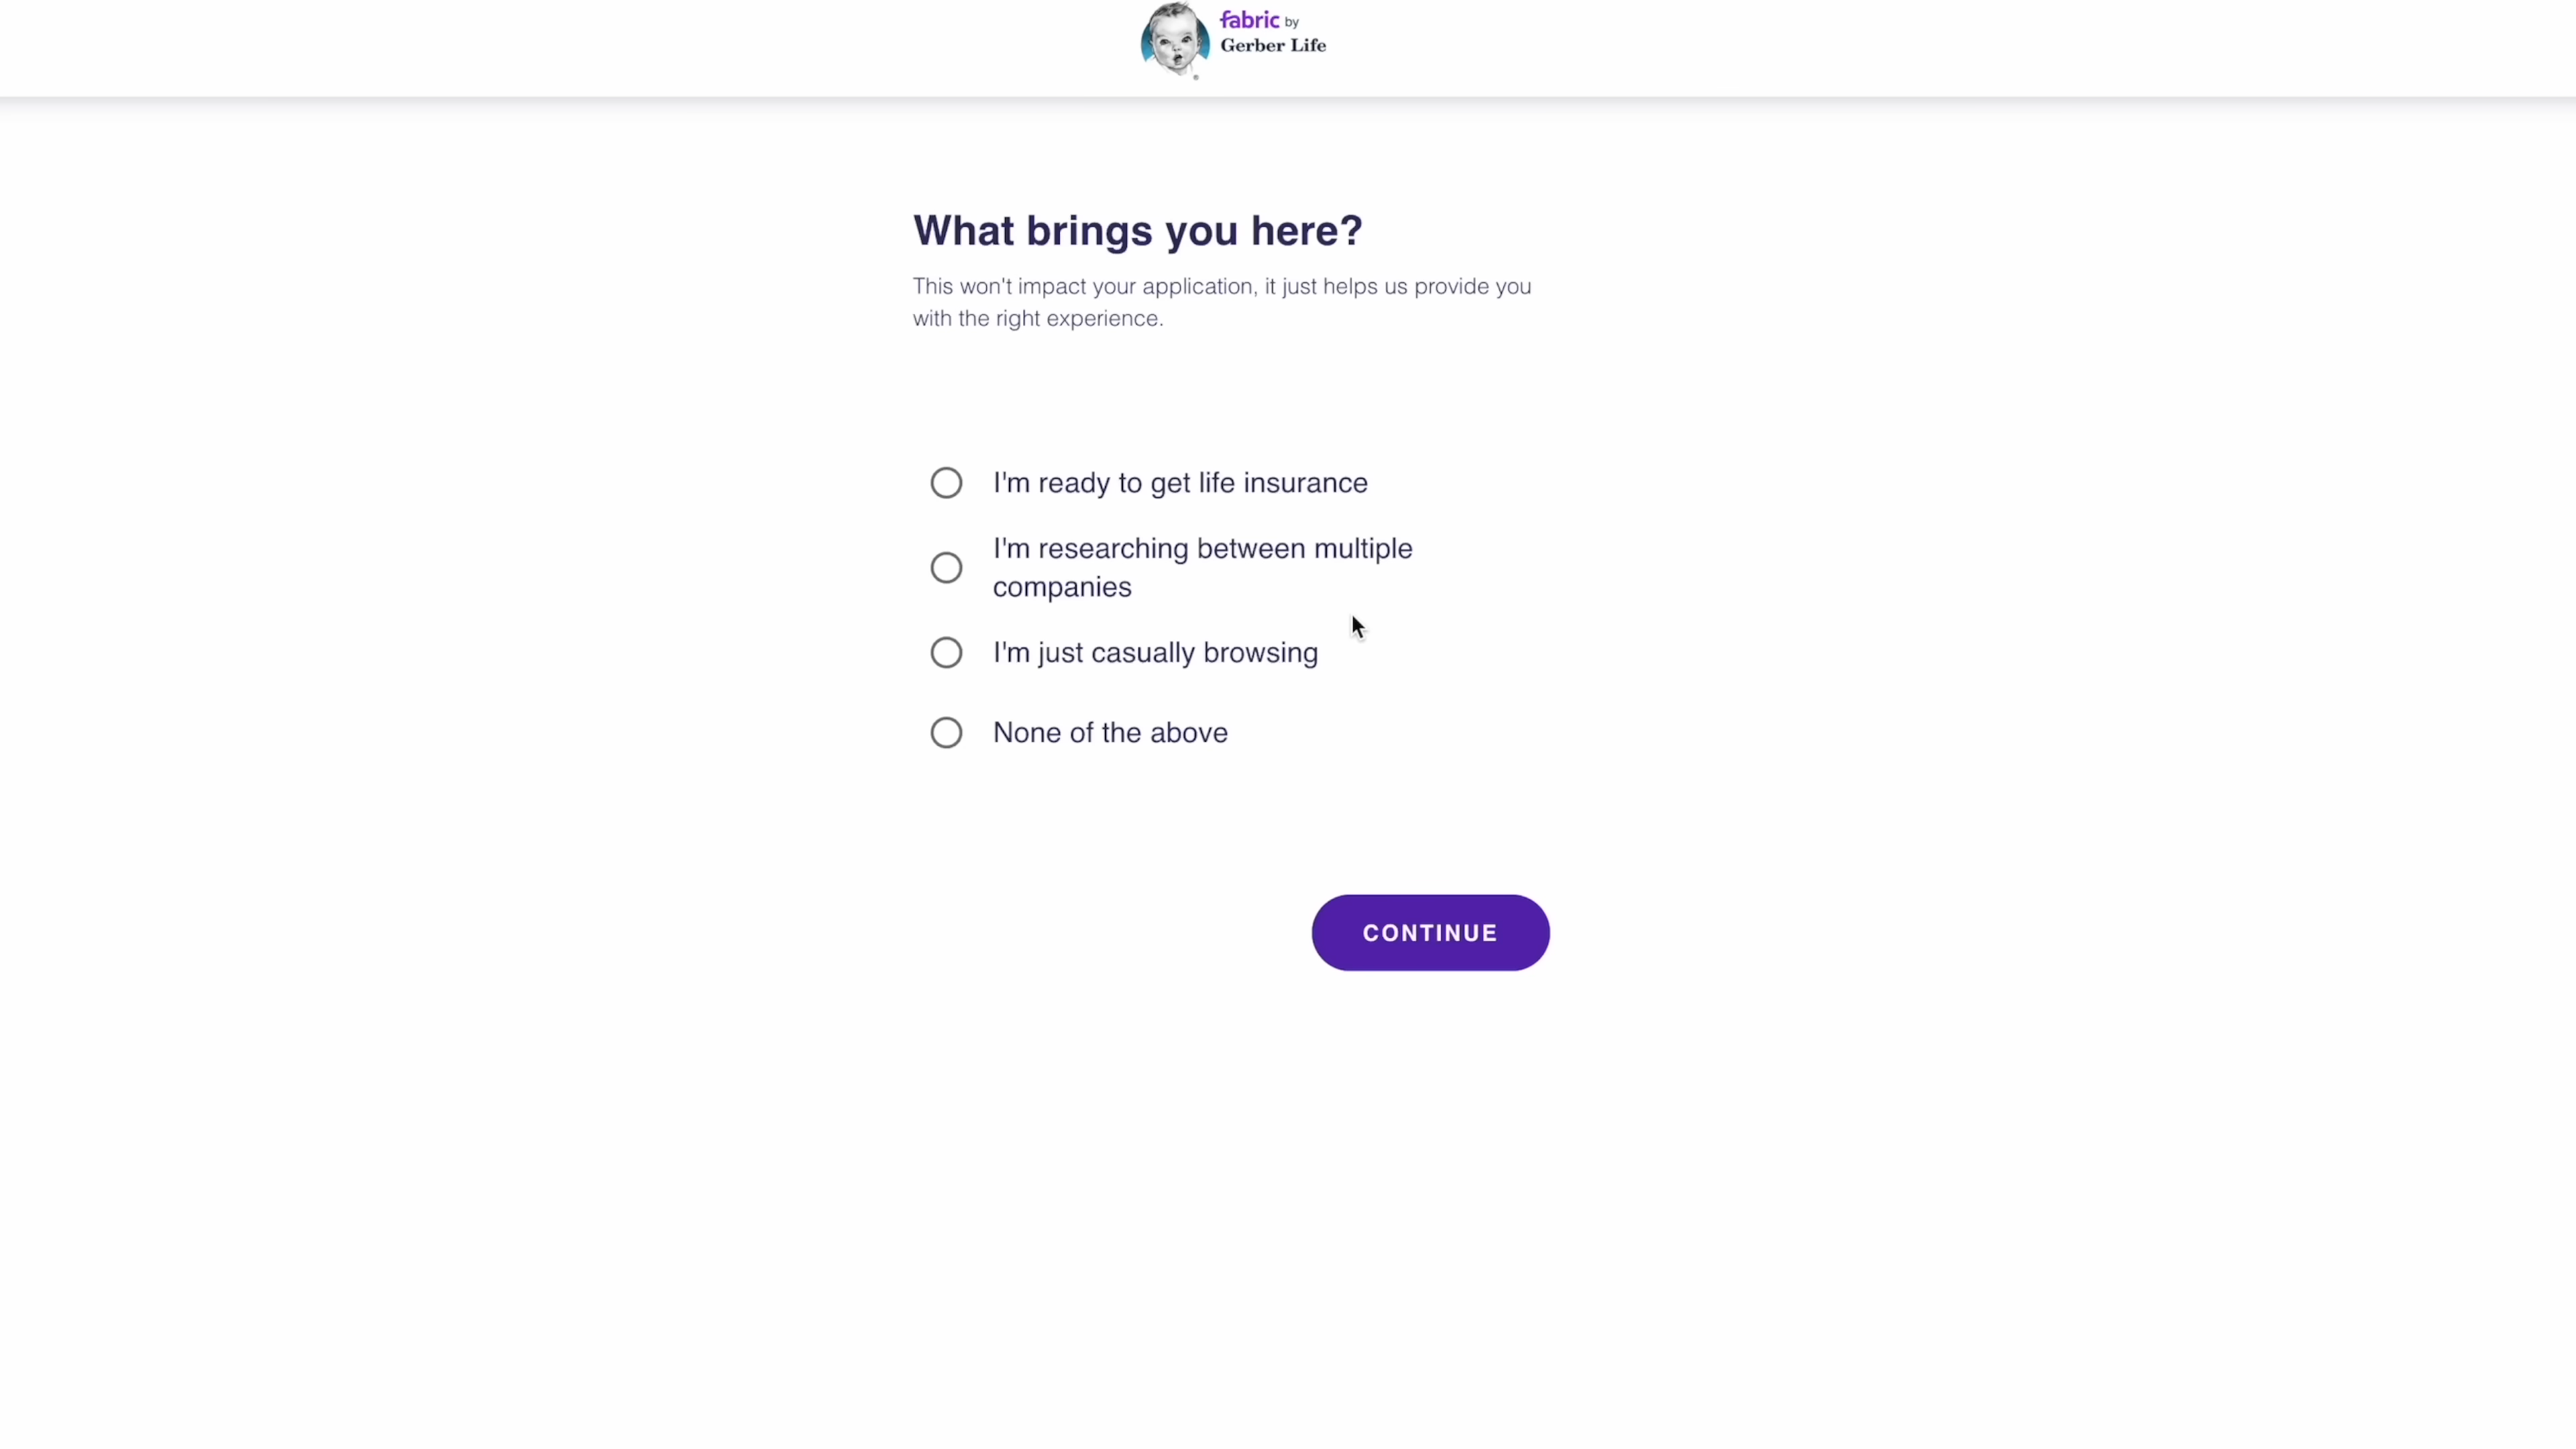 fabric by
Gerber Life
What brings you here?
This won't impact your application, it just helps us provide you
with the right experience.
I'm ready to get life insurance
I'm researching between multiple
companies
I'm just casually browsing
None of the above
CONTINUE